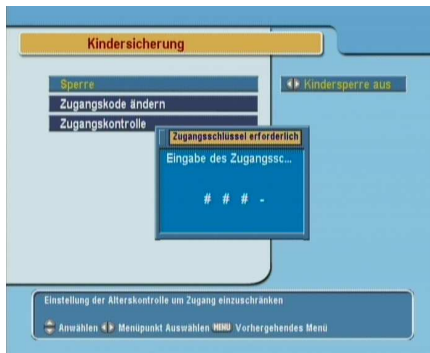 Kindersicherung
Sperre
Kindersperre aus
Zugangskode ändern
Zugangskontrolle
Zugangsschlüssel erforderlich
Eingabe des Zugangssc...
# # # -
Einstellung der Alterskontrolle um Zugang einzuschränken
Anwählen Menüpunkt Auswählen MENU Vorhergehendes Menü